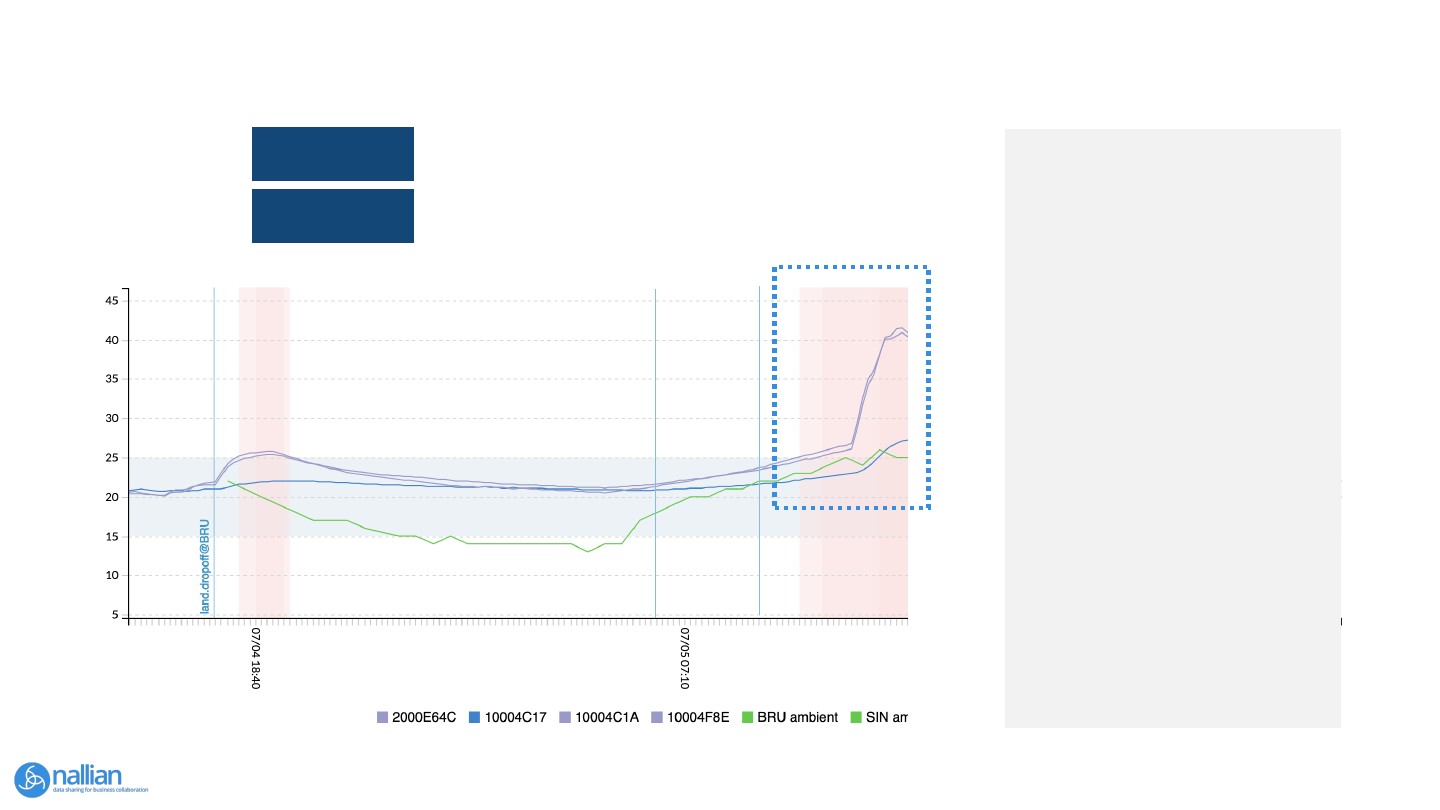 45
40
35
30
25
20
15
10
5
land.dropoff@BRU
07/04 18:40
07/05 07:10
2000E64C 10004C17 10004C1A 10004F8E BRU ambient SIN am
nallian
data sharing for business collaboration